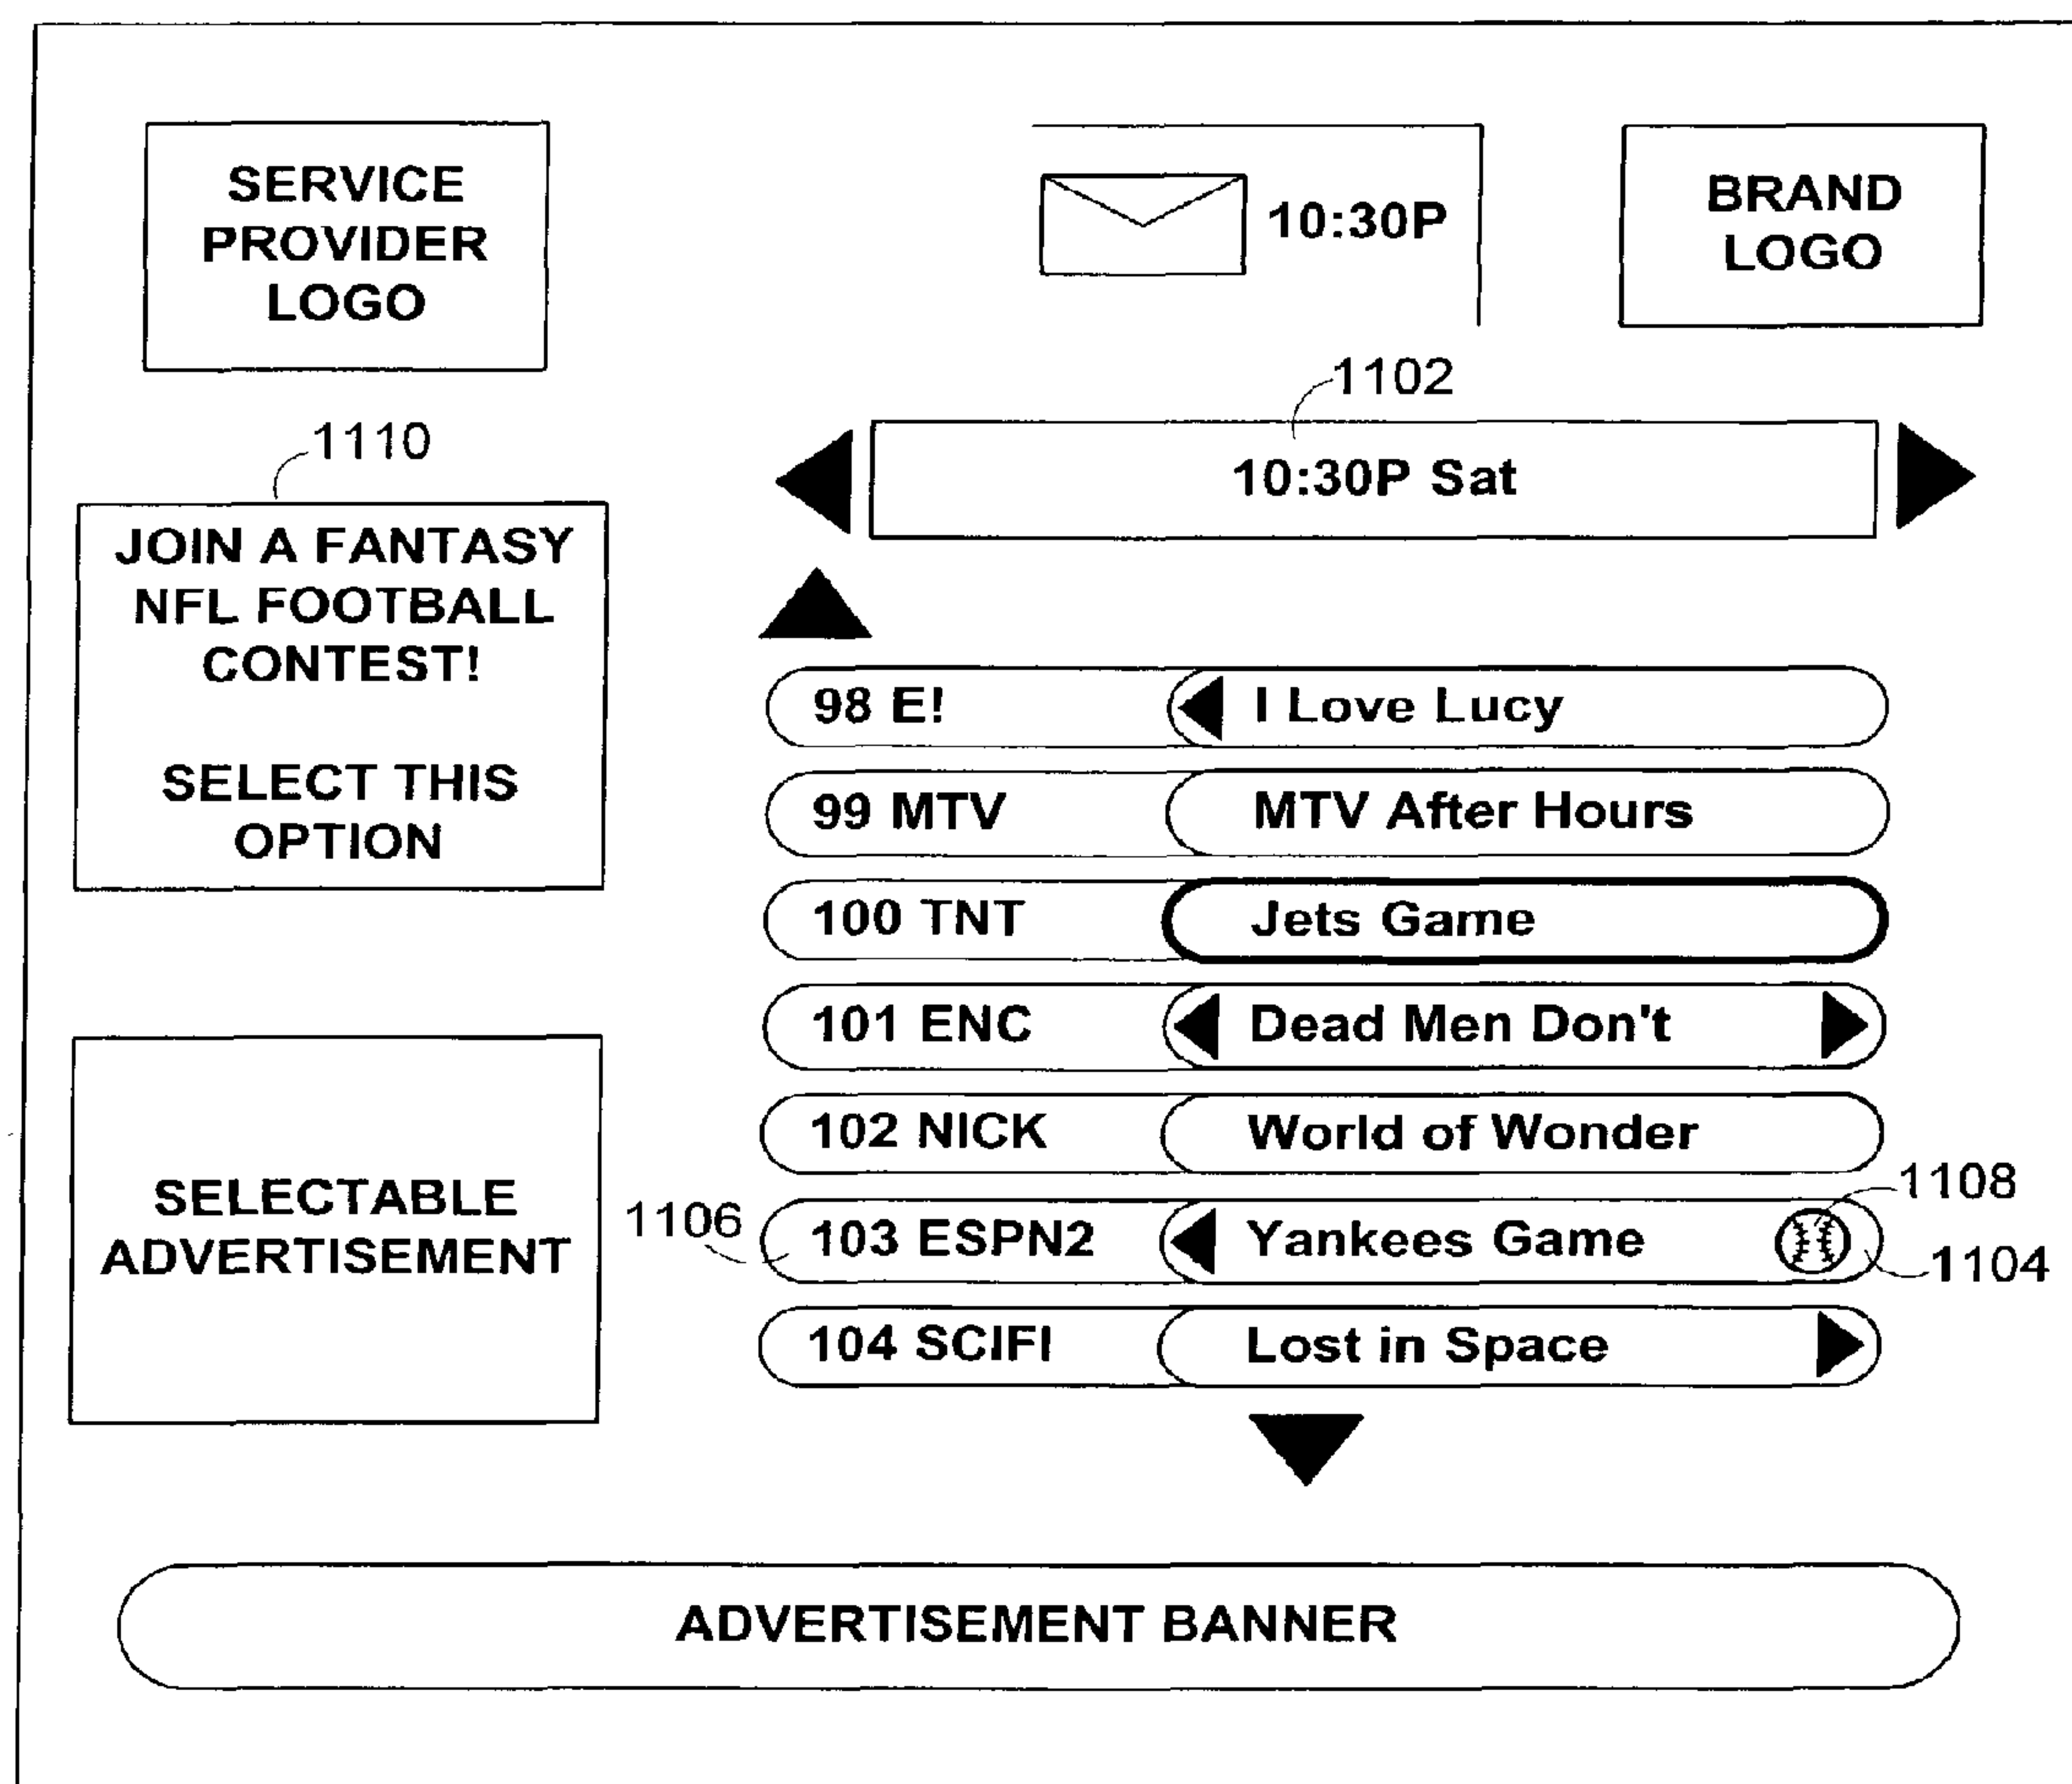 SERVICE
PROVIDER
LOGO
10:30P
BRAND
LOGO
1102
10:30P Sat
1110
JOIN A FANTASY
NFL FOOTBALL
CONTEST!
SELECT THIS
OPTION
98 E! I Love Lucy
99 MTV MTV After Hours
100 TNT Jets Game
101 ENC Dead Men Don't
102 NICK World of Wonder
1108
1106 103 ESPN2 Yankees Game
1104
104 SCIFI Lost in Space
SELECTABLE
ADVERTISEMENT
ADVERTISEMENT BANNER